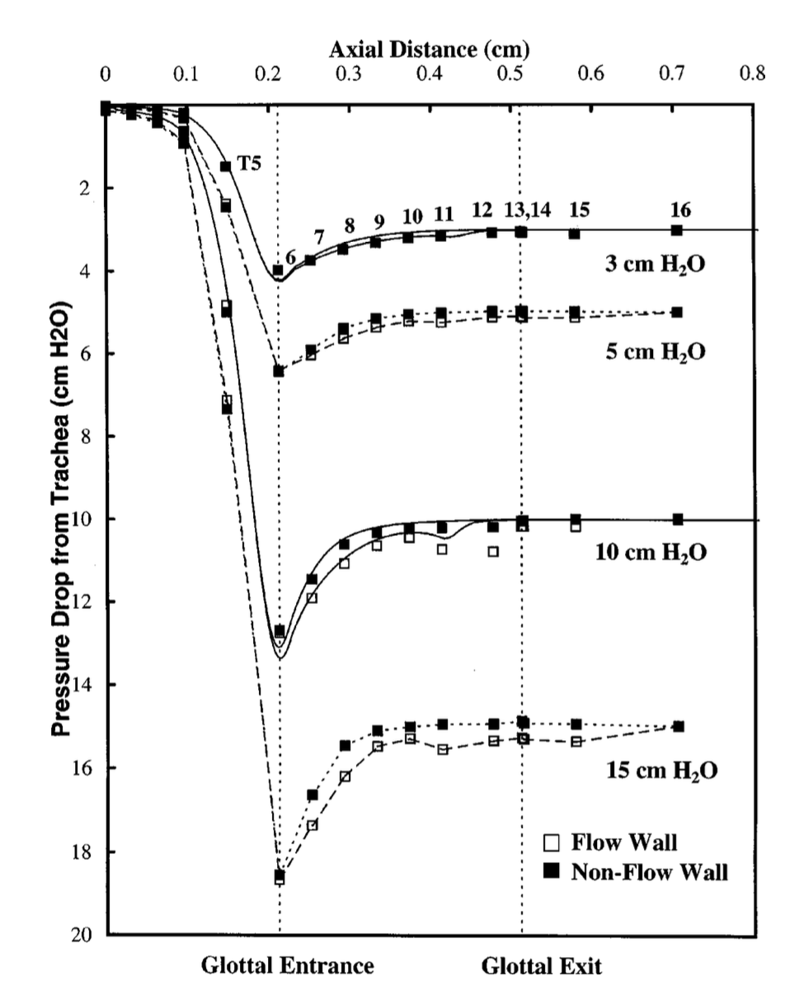 Axial Distance (cm)
0 0.1 0.2 0.3 0.4 0.5 0.6 0.7 0.8
Pressure Drop from Trachea (cm H2O)
2
4
6
8
10
12
14
16
18
20
T5
6 7 8 9 10 11 12 13,14 15 16
3 cm H₂O
5 cm H₂O
10 cm H₂O
15 cm H₂O
Flow Wall
Non-Flow Wall
Glottal Entrance
Glottal Exit